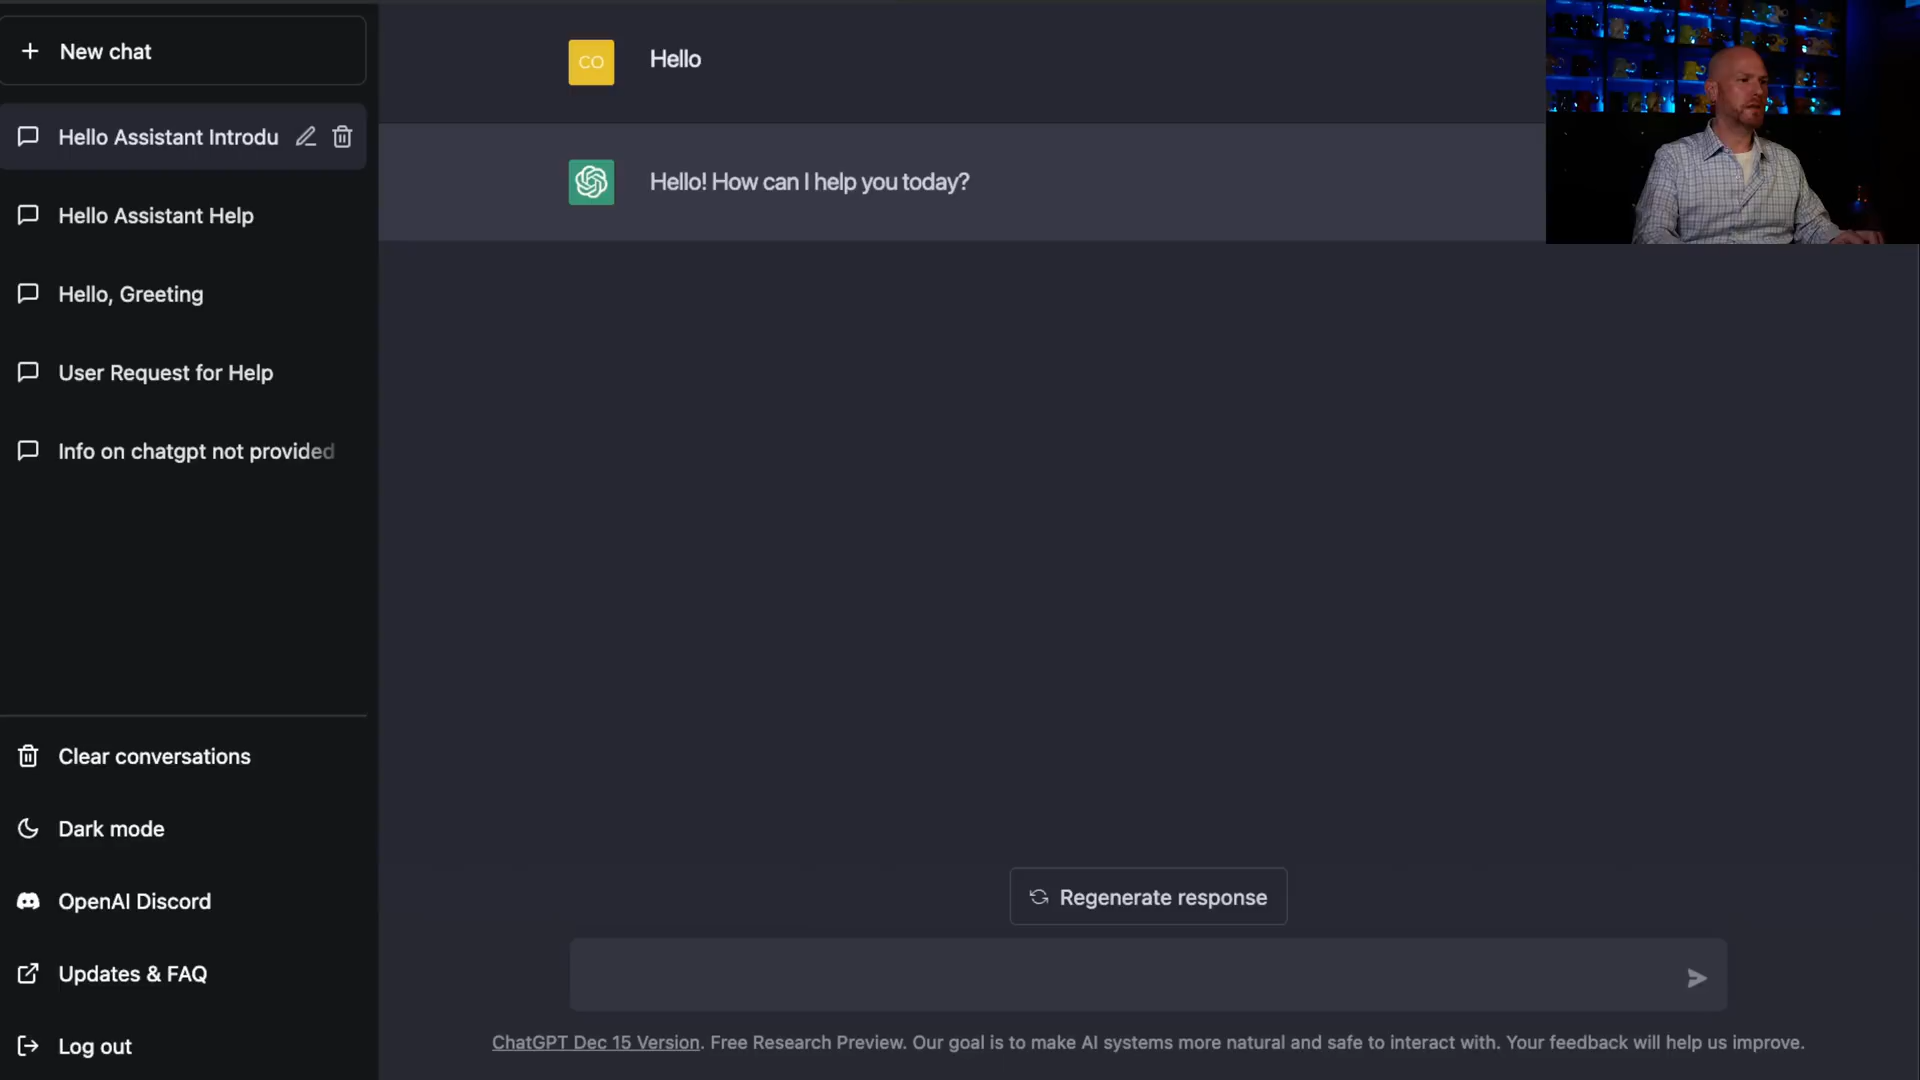 New chat
Hello Assistant Introdu
Hello Assistant Help
Hello, Greeting
User Request for Help
Info on chatgpt not provided
Clear conversations
Dark mode
OpenAI Discord
Updates & FAQ
Log out
CO
Hello
Hello! How can I help you today?
Regenerate response
ChatGPT Dec 15 Version. Free Research Preview. Our goal is to make AI systems more natural and safe to interact with. Your feedback will help us improve.